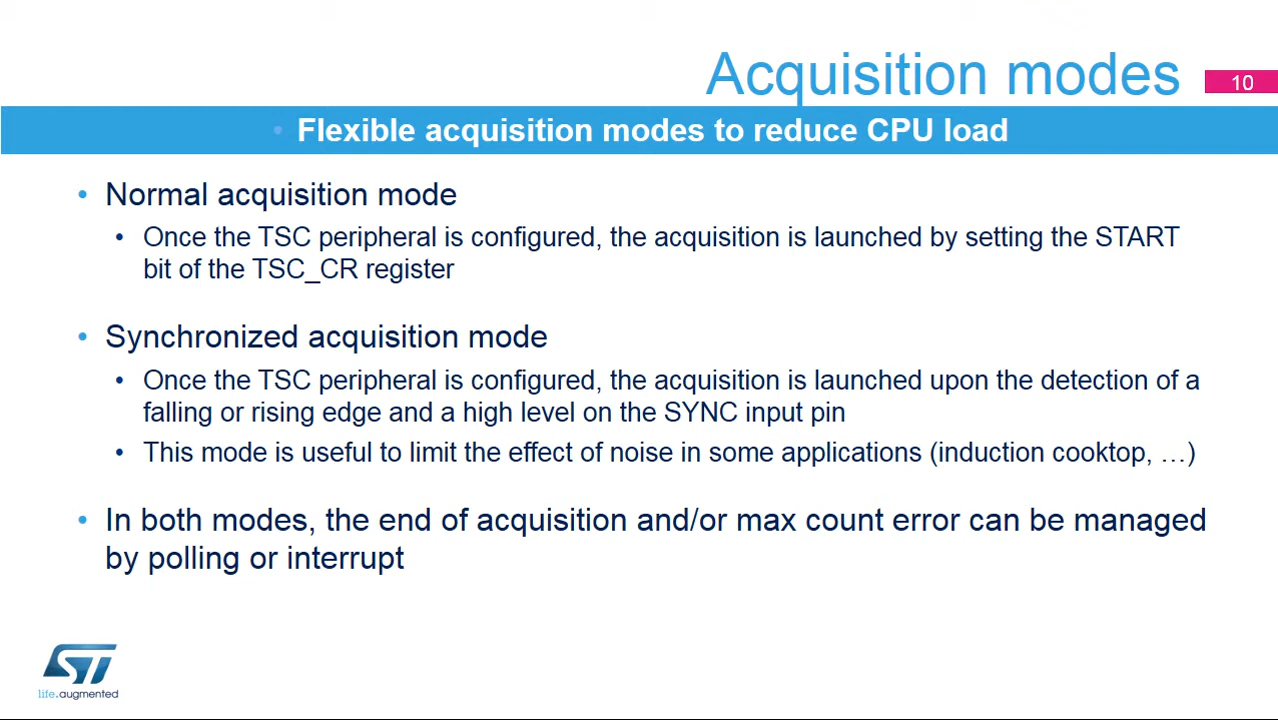 Acquisition modes
10
• Flexible acquisition modes to reduce CPU load
• Normal acquisition mode
• Once the TSC peripheral is configured, the acquisition is launched by setting the START
bit of the TSC_CR register
• Synchronized acquisition mode
• Once the TSC peripheral is configured, the acquisition is launched upon the detection of a
falling or rising edge and a high level on the SYNC input pin
• This mode is useful to limit the effect of noise in some applications (induction cooktop, …)
• In both modes, the end of acquisition and/or max count error can be managed
by polling or interrupt
ST
life.augmented